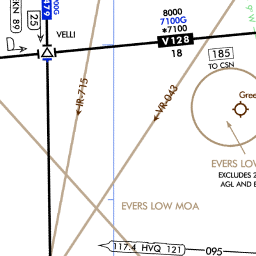 8000
7100G
*7100
V128
18
VELLI
KN 89
25
D
185
TO CSN
IR-715
VR-043
Gree
EVERS LOW
EXCLUDES 2
AGL AND E
EVERS LOW MOA
117.4 HVQ 121
095